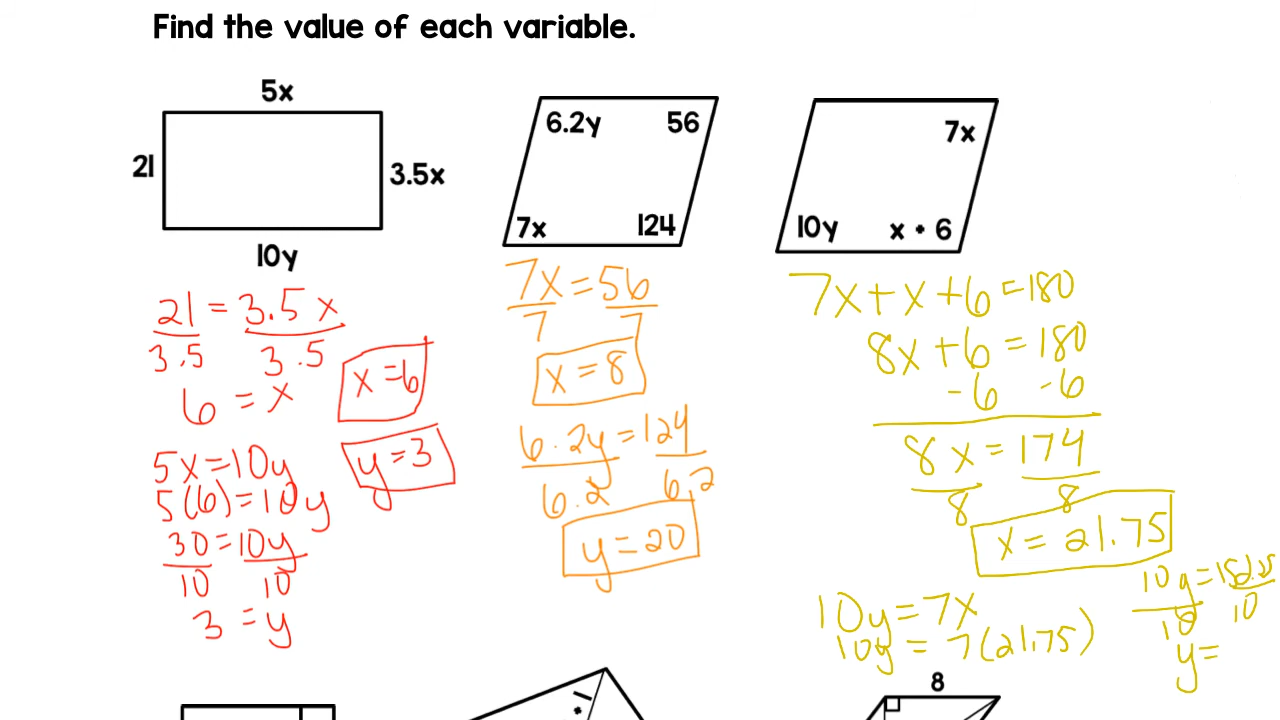 Find the value of each variable.
5x
21
3.5x
10y
21 = 3.5 x
3.5 3.5
6 = x
x = 6
5x = 10y
5(6) = 10y
30 = 10y
10 10
3 = y
y = 3
6.2y 56
7x 124
7x = 56
7 7
x = 8
6.2y = 124
6.2 6.2
y = 20
7x
10y x + 6
7x + x + 6 = 180
8x + 6 = 180
- 6 - 6
8x = 174
8 8
x = 21.75
10y = 7x
10y = 7(21.75)
10y = 152.25
10 10
y =
8